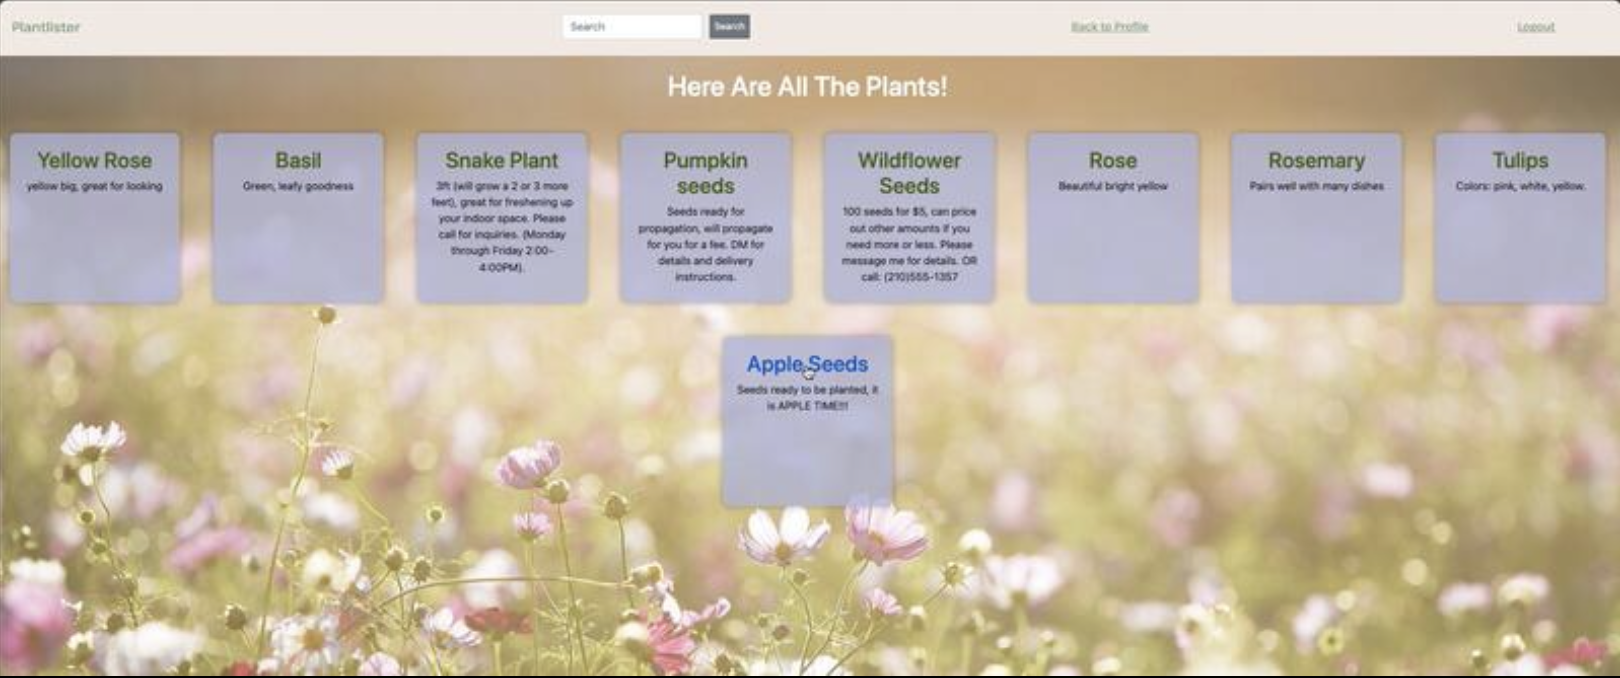 Plantlister
Search
Search
Back to Profile
Logout
Here Are All The Plants!
Yellow Rose
yellow big, great for looking
Basil
Green, leafy goodness
Snake Plant
3ft (will grow a 2 or 3 more
feet), great for freshening up
your indoor space. Please
call for inquiries. (Monday
through Friday 2:00-
4:00PM).
Pumpkin
seeds
Seeds ready for
propagation, will propagate
for you for a fee. DM for
details and delivery
instructions.
Wildflower
Seeds
100 seeds for $5, can price
out other amounts if you
need more or less. Please
message me for details. OR
call: (210)555-1357
Rose
Beautiful bright yellow
Rosemary
Pairs well with many dishes
Tulips
Colors: pink, white, yellow.
Apple Seeds
Seeds ready to be planted, it
is APPLE TIME!!!